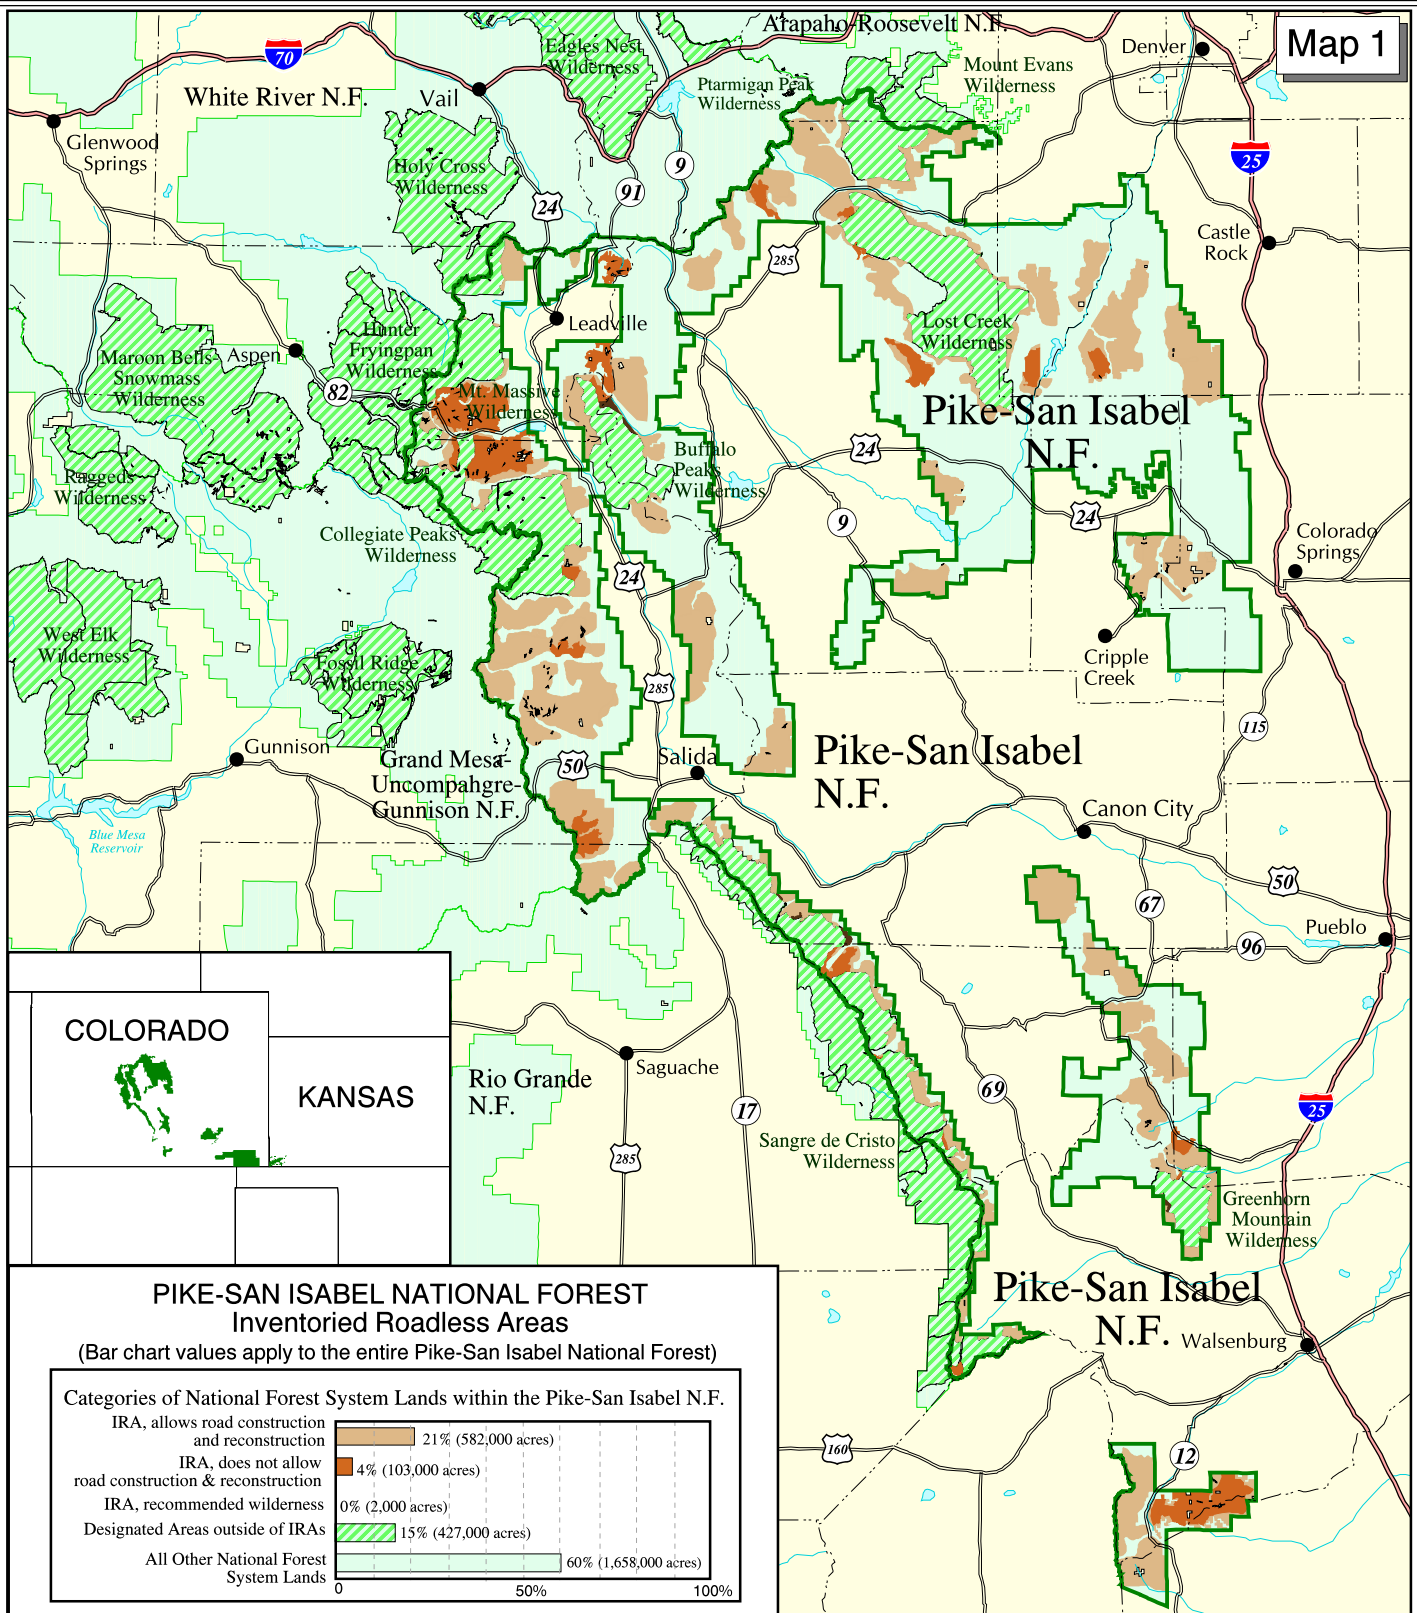 Map 1
Arapaho-Roosevelt N.F.
Denver
70
Eagles Nest
Wilderness
Mount Evans
Wilderness
Ptarmigan Peak
Wilderness
White River N.F.
Vail
Glenwood
Springs
Holy Cross
Wilderness
9
25
91
24
Castle
Rock
285
Leadville
Lost Creek
Wilderness
Hunter
Fryingpan
Wilderness
Maroon Bells-
Snowmass
Wilderness
Aspen
82
Mt. Massive
Wilderness
Pike-San Isabel
N.F.
24
Buffalo
Peaks
Wilderness
Raggeds
Wilderness
9
24
Collegiate Peaks
Wilderness
Colorado
Springs
24
West Elk
Wilderness
Fossil Ridge
Wilderness
Cripple
Creek
285
115
Gunnison
Grand Mesa-
Uncompahgre-
Gunnison N.F.
50
Salida
Pike-San Isabel
N.F.
Canon City
Blue Mesa
Reservoir
50
67
Pueblo
96
COLORADO
KANSAS
Saguache
Rio Grande
N.F.
69
17
25
Sangre de Cristo
Wilderness
285
Greenhorn
Mountain
Wilderness
Pike-San Isabel
N.F.
Walsenburg
160
12
PIKE-SAN ISABEL NATIONAL FOREST
Inventoried Roadless Areas
(Bar chart values apply to the entire Pike-San Isabel National Forest)
Categories of National Forest System Lands within the Pike-San Isabel N.F.
IRA, allows road construction
and reconstruction
21% (582,000 acres)
IRA, does not allow
road construction & reconstruction
4% (103,000 acres)
IRA, recommended wilderness
0% (2,000 acres)
Designated Areas outside of IRAs
15% (427,000 acres)
All Other National Forest
System Lands
60% (1,658,000 acres)
0
50%
100%